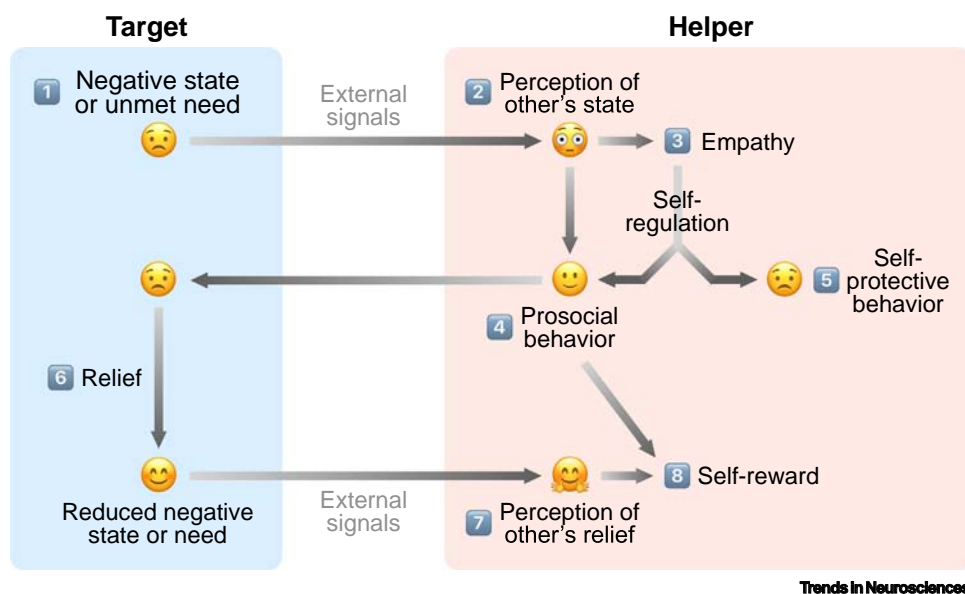 Target
Helper
1 Negative state
or unmet need
External
signals
2 Perception of
other's state
3 Empathy
Self-
regulation
4 Prosocial
behavior
5 Self-
protective
behavior
6 Relief
Reduced negative
state or need
External
signals
7 Perception of
other's relief
8 Self-reward
Trends in Neurosciences